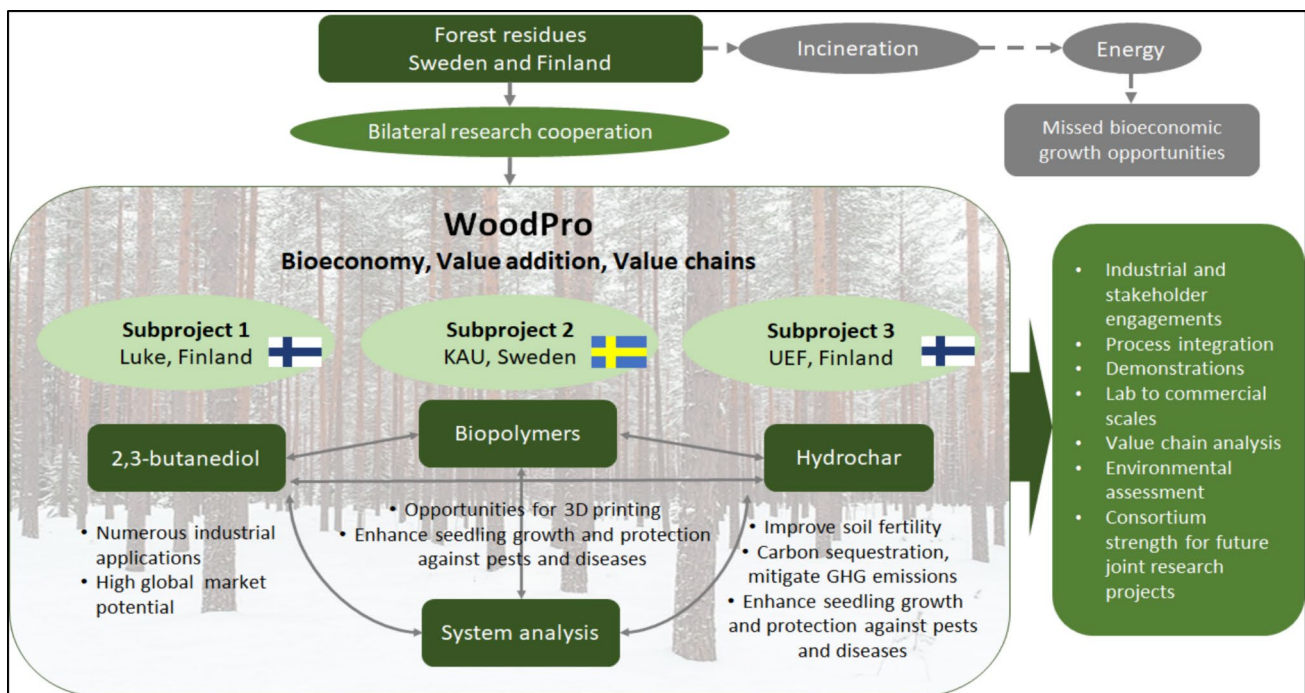 Forest residues
Sweden and Finland
Incineration
Energy
Bilateral research cooperation
Missed bioeconomic
growth opportunities
WoodPro
Bioeconomy, Value addition, Value chains
Subproject 1
Luke, Finland
Subproject 2
KAU, Sweden
Subproject 3
UEF, Finland
2,3-butanediol
Biopolymers
Hydrochar
• Numerous industrial
applications
• High global market
potential
• Opportunities for 3D printing
• Enhance seedling growth and protection
against pests and diseases
• Improve soil fertility
• Carbon sequestration,
mitigate GHG emissions
• Enhance seedling growth
and protection against pests
and diseases
System analysis
• Industrial and
stakeholder
engagements
• Process integration
• Demonstrations
• Lab to commercial
scales
• Value chain analysis
• Environmental
assessment
• Consortium
strength for future
joint research
projects